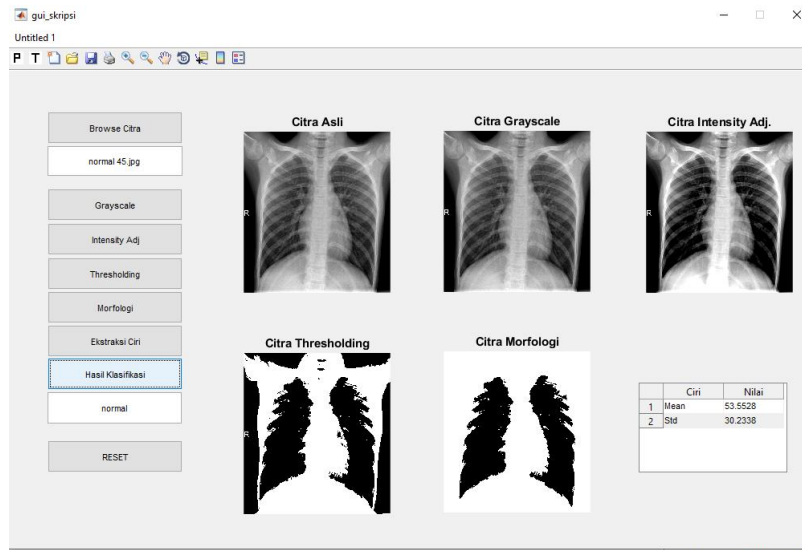 gui_skripsi
Untitled 1
P T
Browse Citra
normal 45.jpg
Grayscale
Intensity Adj
Thresholding
Morfologi
Ekstraksi Ciri
Hasil Klasifikasi
normal
RESET
Citra Asli
R
Citra Grayscale
R
Citra Intensity Adj.
R
Citra Thresholding
R
Citra Morfologi
Ciri Nilai
1 Mean 53.5528
2 Std 30.2338